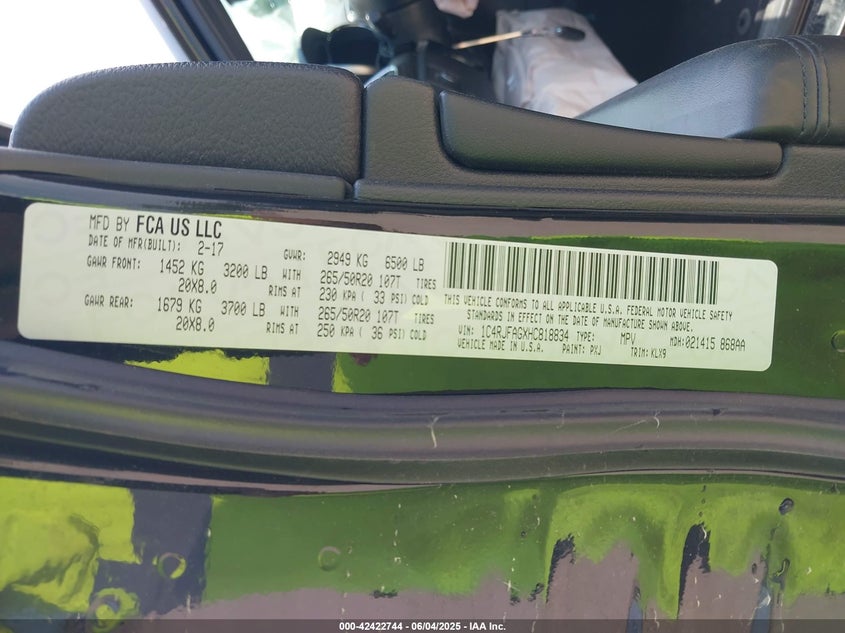 MFD BY FCA US LLC
DATE OF MFR(BUILT): 2-17 GVWR: 2949 KG 6500 LB
GAWR FRONT: 1452 KG 3200 LB WITH 265/50R20 107T TIRES
20X8.0 RIMS AT 230 KPA ( 33 PSI) COLD
GAWR REAR: 1679 KG 3700 LB WITH 265/50R20 107T TIRES
20X8.0 RIMS AT 250 KPA ( 36 PSI) COLD
THIS VEHICLE CONFORMS TO ALL APPLICABLE U.S.A. FEDERAL MOTOR VEHICLE SAFETY
STANDARDS IN EFFECT ON THE DATE OF MANUFACTURE SHOWN ABOVE.
VIN: 1C4RJFAGXHC818834 TYPE: MPV MDH: 021415 868AA
VEHICLE MADE IN U.S.A. PAINT: PXJ TRIM: KLX9
000-42422744 | 06/04/2025 - IAA Inc.